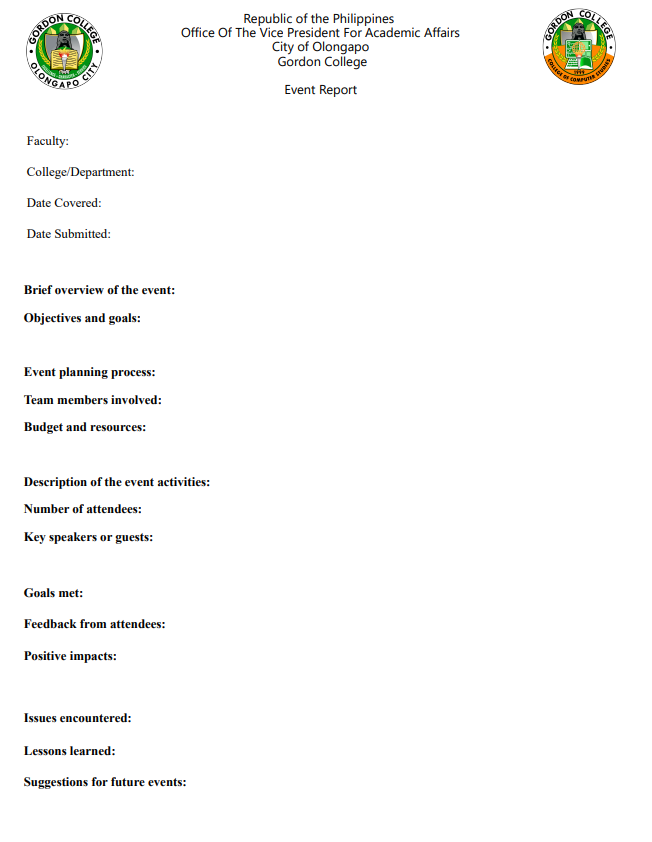 GORDON COLLEGE
OLONGAPO CITY
Republic of the Philippines
Office Of The Vice President For Academic Affairs
City of Olongapo
Gordon College
GORDON COLLEGE
COLLEGE OF COMPUTER STUDIES
1999
Event Report
Faculty:
College/Department:
Date Covered:
Date Submitted:
Brief overview of the event:
Objectives and goals:
Event planning process:
Team members involved:
Budget and resources:
Description of the event activities:
Number of attendees:
Key speakers or guests:
Goals met:
Feedback from attendees:
Positive impacts:
Issues encountered:
Lessons learned:
Suggestions for future events: